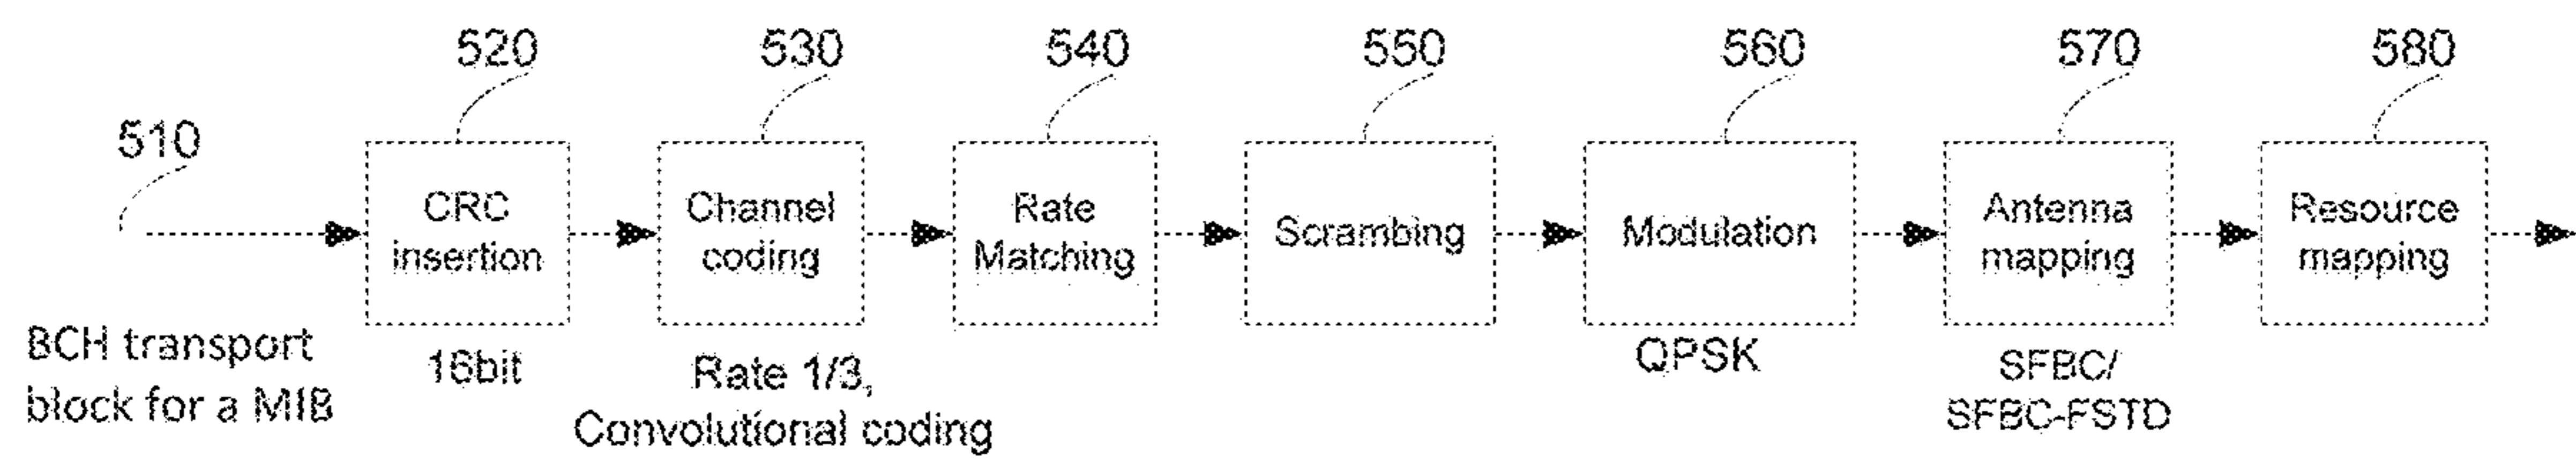 520 530 540 550 560 570 580
510
CRC insertion
Channel coding
Rate Matching
Scrambing
Modulation
Antenna mapping
Resource mapping
BCH transport
block for a MIB
16bit
Rate 1/3,
Convolutional coding
QPSK
SFBC/
SFBC-FSTD